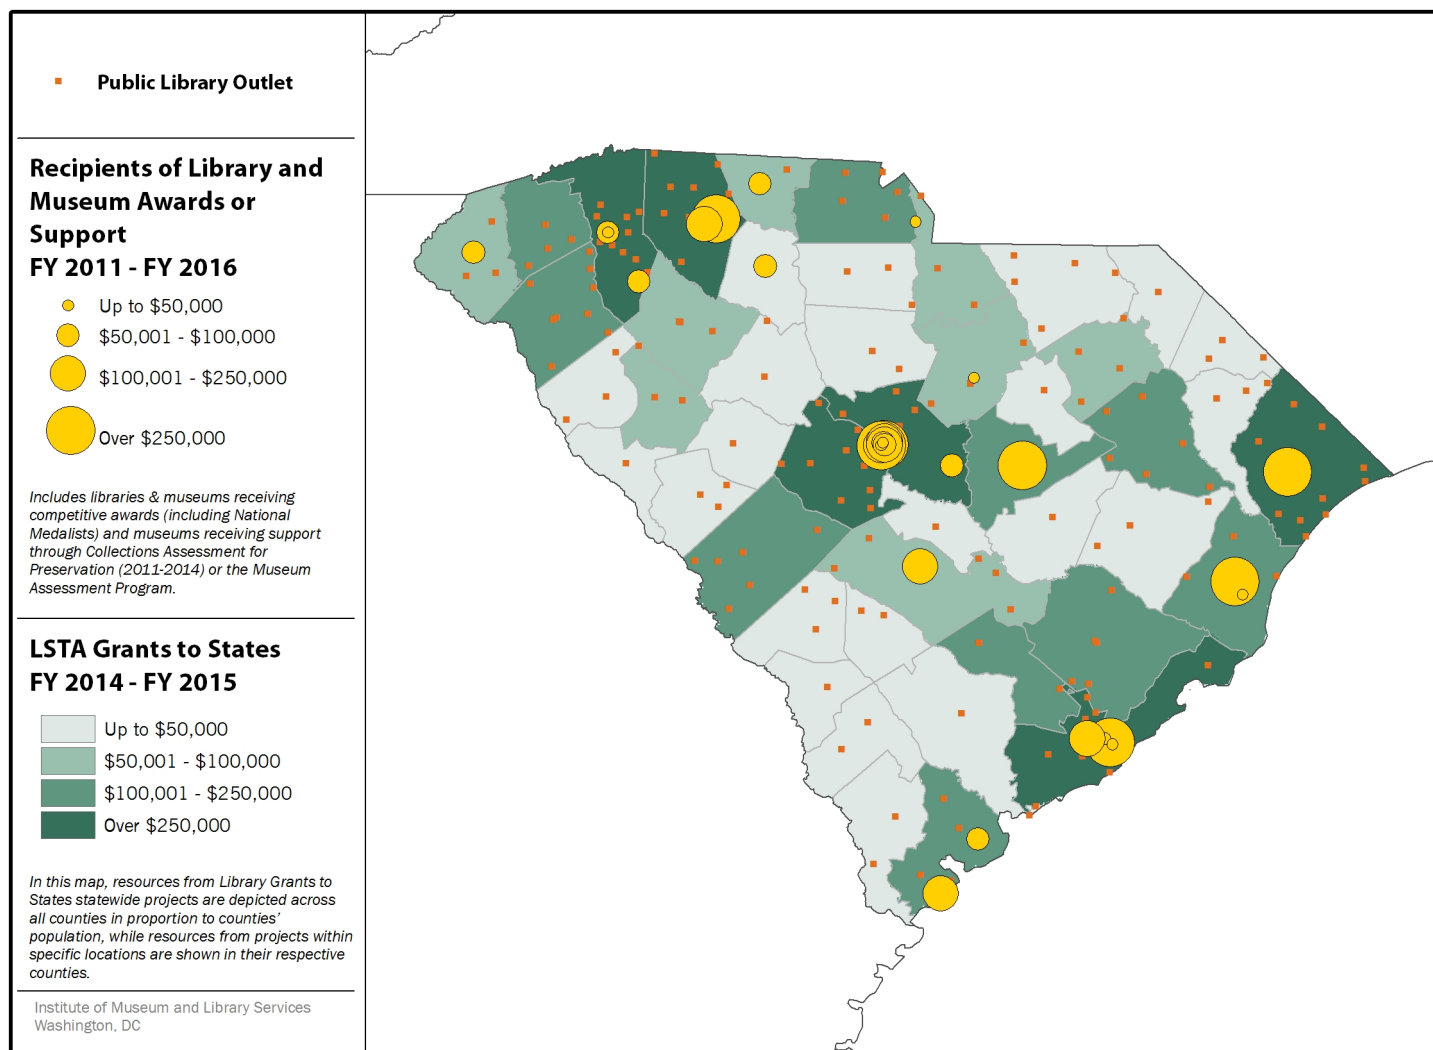 Public Library Outlet
Recipients of Library and
Museum Awards or
Support
FY 2011 - FY 2016
Up to $50,000
$50,001 - $100,000
$100,001 - $250,000
Over $250,000
Includes libraries & museums receiving
competitive awards (including National
Medalists) and museums receiving support
through Collections Assessment for
Preservation (2011-2014) or the Museum
Assessment Program.
LSTA Grants to States
FY 2014 - FY 2015
Up to $50,000
$50,001 - $100,000
$100,001 - $250,000
Over $250,000
In this map, resources from Library Grants to
States statewide projects are depicted across
all counties in proportion to counties’
population, while resources from projects within
specific locations are shown in their respective
counties.
Institute of Museum and Library Services
Washington, DC